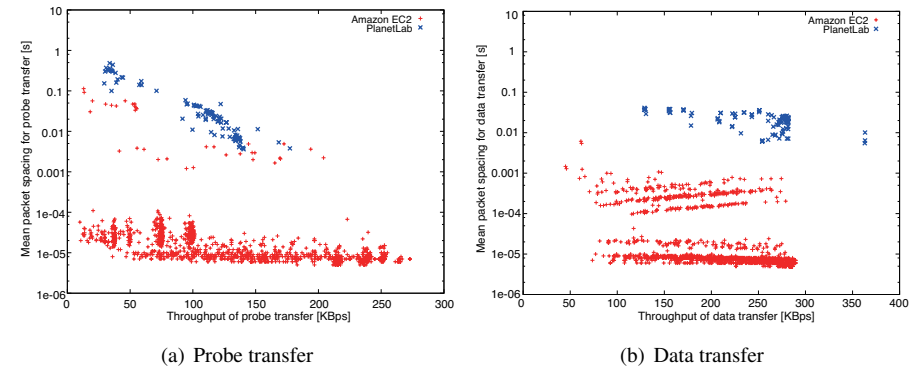 10
1
0.1
0.01
0.001
1e-04
1e-05
1e-06
0 50 100 150 200 250 300
Mean packet spacing for probe transfer [s]
Throughput of probe transfer [KBps]
Amazon EC2
PlanetLab
(a) Probe transfer
10
1
0.1
0.01
0.001
1e-04
1e-05
1e-06
0 50 100 150 200 250 300 350 400
Mean packet spacing for data transfer [s]
Throughput of data transfer [KBps]
Amazon EC2
PlanetLab
(b) Data transfer